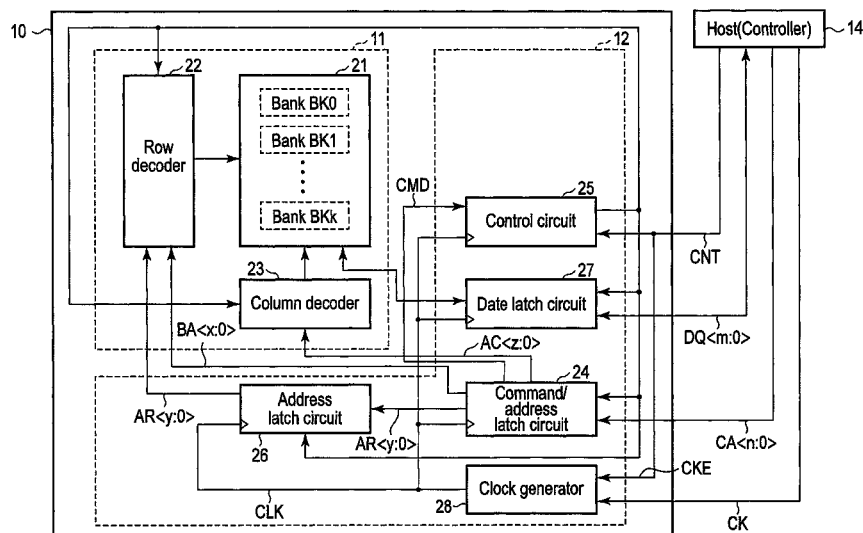 10
11
12
Host(Controller)
14
22
21
Row
decoder
Bank BK0
Bank BK1
Bank BKk
CMD
25
Control circuit
CNT
23
Column decoder
27
Date latch circuit
BA<x:0>
AC<z:0>
DQ<m:0>
24
Command/
address
latch circuit
Address
latch circuit
AR<y:0>
26
AR<y:0>
CA<n:0>
CLK
28
Clock generator
CKE
CK